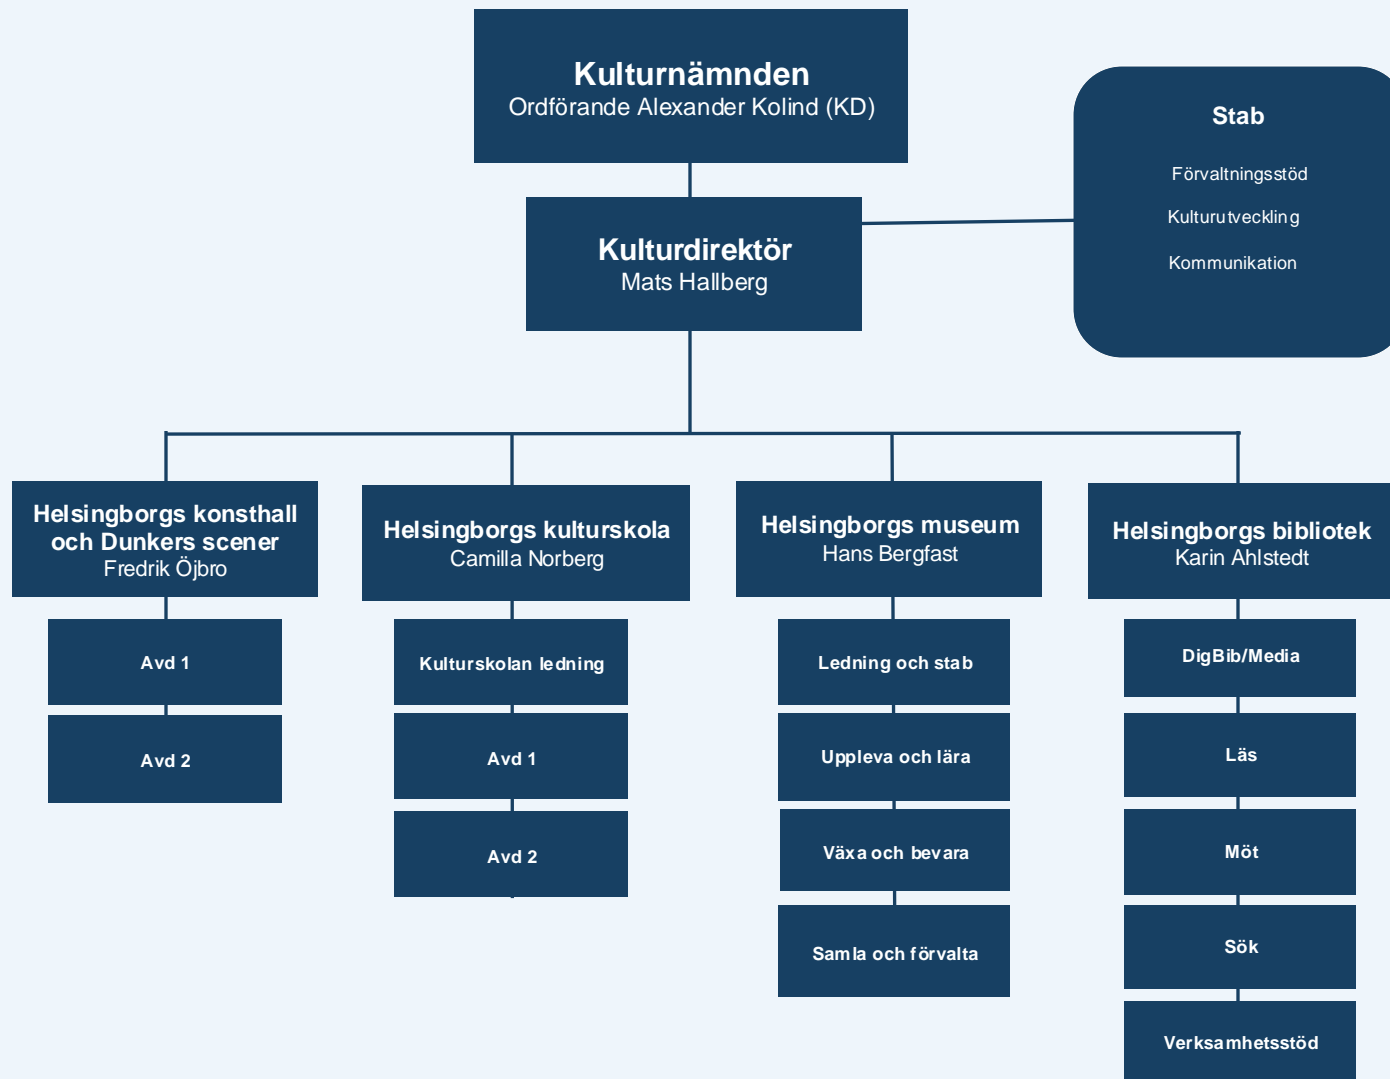 Kulturnämnden
Ordförande Alexander Kolind (KD)
Stab
Förvaltningsstöd
Kulturutveckling
Kommunikation
Kulturdirektör
Mats Hallberg
Helsingborgs konsthall
och Dunkers scener
Fredrik Öjbro
Avd 1
Avd 2
Helsingborgs kulturskola
Camilla Norberg
Kulturskolan ledning
Avd 1
Avd 2
Helsingborgs museum
Hans Bergfast
Ledning och stab
Uppleva och lära
Växa och bevara
Samla och förvalta
Helsingborgs bibliotek
Karin Ahlstedt
DigBib/Media
Läs
Möt
Sök
Verksamhetsstöd